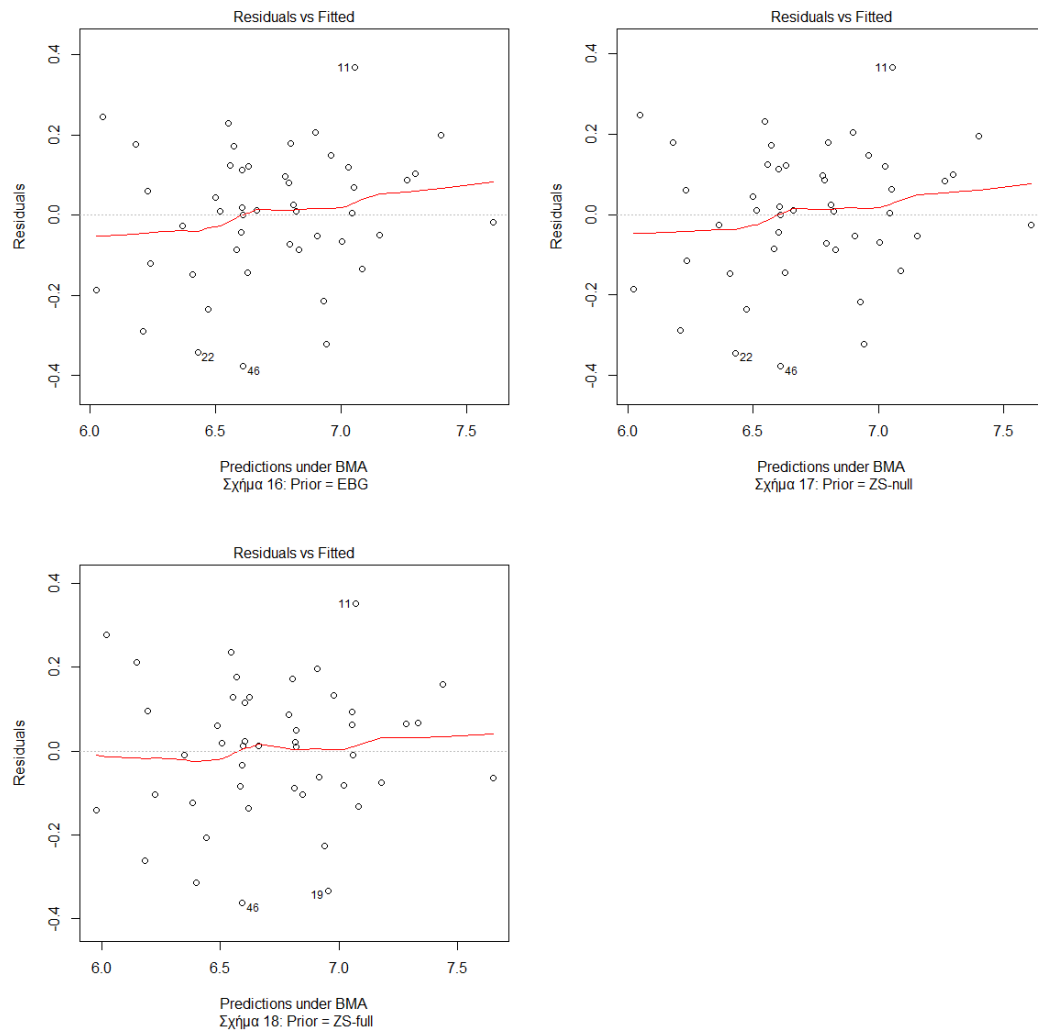 Residuals vs Fitted
Residuals
0.4
0.2
0.0
-0.2
-0.4
11
22
46
6.0 6.5 7.0 7.5
Predictions under BMA
Σχήμα 16: Prior = EBG
Residuals vs Fitted
Residuals
0.4
0.2
0.0
-0.2
-0.4
11
22
46
6.0 6.5 7.0 7.5
Predictions under BMA
Σχήμα 17: Prior = ZS-null
Residuals vs Fitted
Residuals
0.4
0.2
0.0
-0.2
-0.4
11
19
46
6.0 6.5 7.0 7.5
Predictions under BMA
Σχήμα 18: Prior = ZS-full